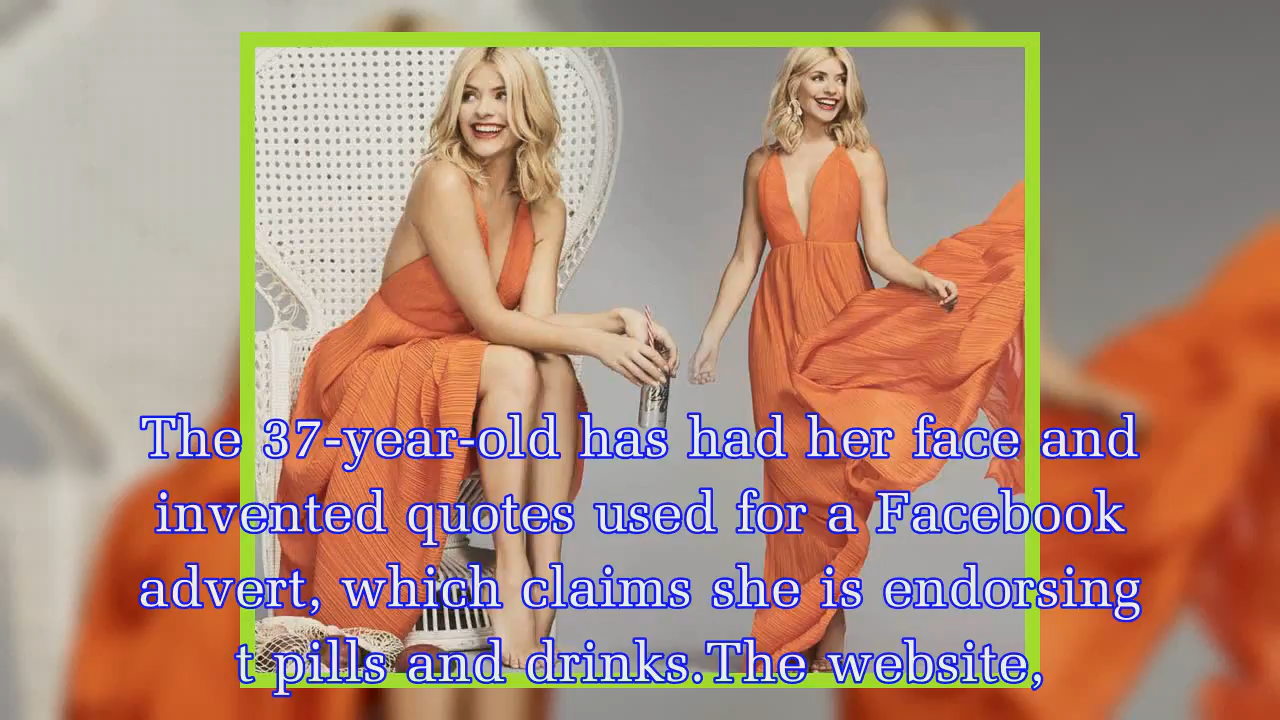 The 37-year-old has had her face and
invented quotes used for a Facebook
advert, which claims she is endorsing
t pills and drinks.The website,